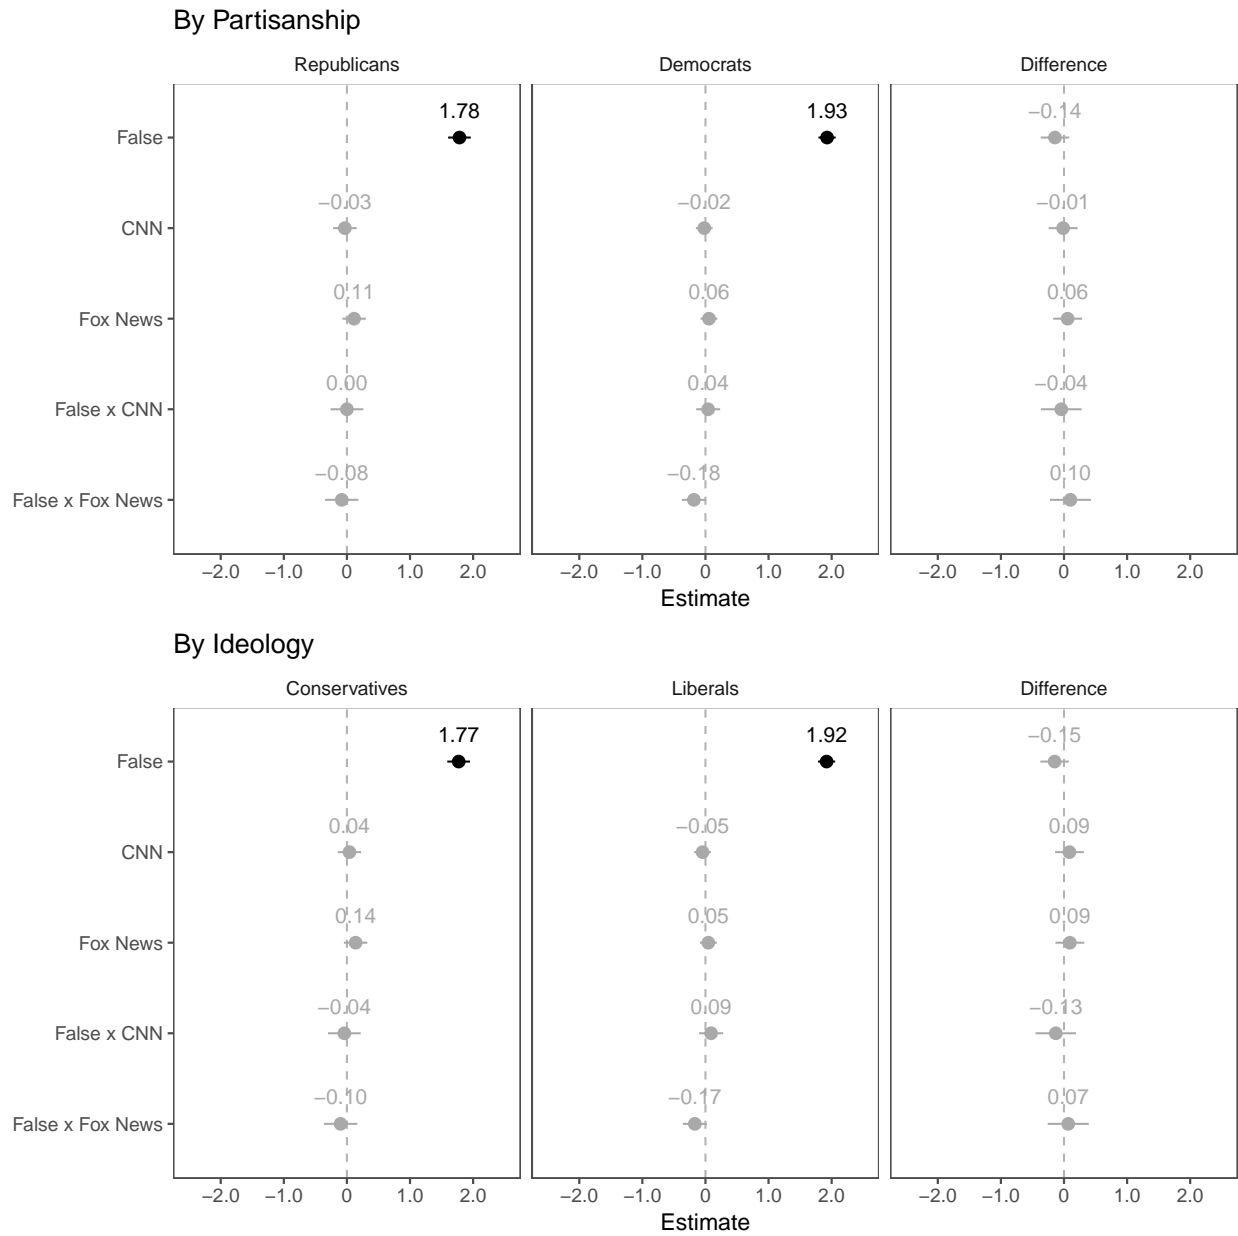 By Partisanship
Republicans Democrats Difference
1.78 1.93 −0.14
False
−0.03 −0.02 −0.01
CNN
0.11 0.06 0.06
Fox News
0.00 0.04 −0.04
False x CNN
−0.08 −0.18 0.10
False x Fox News
−2.0 −1.0 0 1.0 2.0 −2.0 −1.0 0 1.0 2.0 −2.0 −1.0 0 1.0 2.0
Estimate
By Ideology
Conservatives Liberals Difference
1.77 1.92 −0.15
False
0.04 −0.05 0.09
CNN
0.14 0.05 0.09
Fox News
−0.04 0.09 −0.13
False x CNN
−0.10 −0.17 0.07
False x Fox News
−2.0 −1.0 0 1.0 2.0 −2.0 −1.0 0 1.0 2.0 −2.0 −1.0 0 1.0 2.0
Estimate